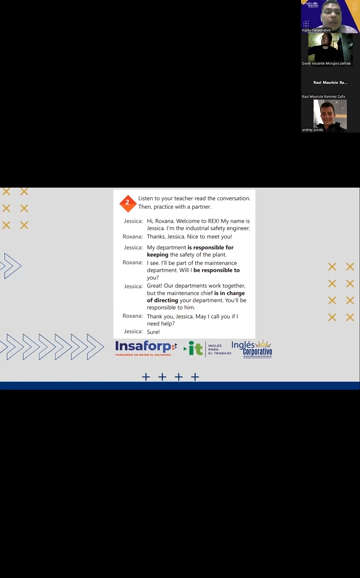 Inglés Corporativo
Raul Mauricio Ra...
Raul Mauricio Ramirez Zaña
2
Listen to your teacher read the conversation.
Then, practice with a partner.
Jessica: Hi, Roxana. Welcome to REX! My name is
Jessica. I'm the industrial safety engineer.
Roxana: Thanks, Jessica. Nice to meet you!
Jessica: My department is responsible for
keeping the safety of the plant.
Roxana: I see. I'll be part of the maintenance
department. Will I be responsible to
you?
Jessica: Great! Our departments work together,
but the maintenance chief is in charge
of directing your department. You'll be
responsible to him.
Roxana: Thank you, Jessica. May I call you if I
need help?
Jessica: Sure!
Insaforp
it
INGLÉS
PARA
EL TRABAJO
Inglés
Corporativo